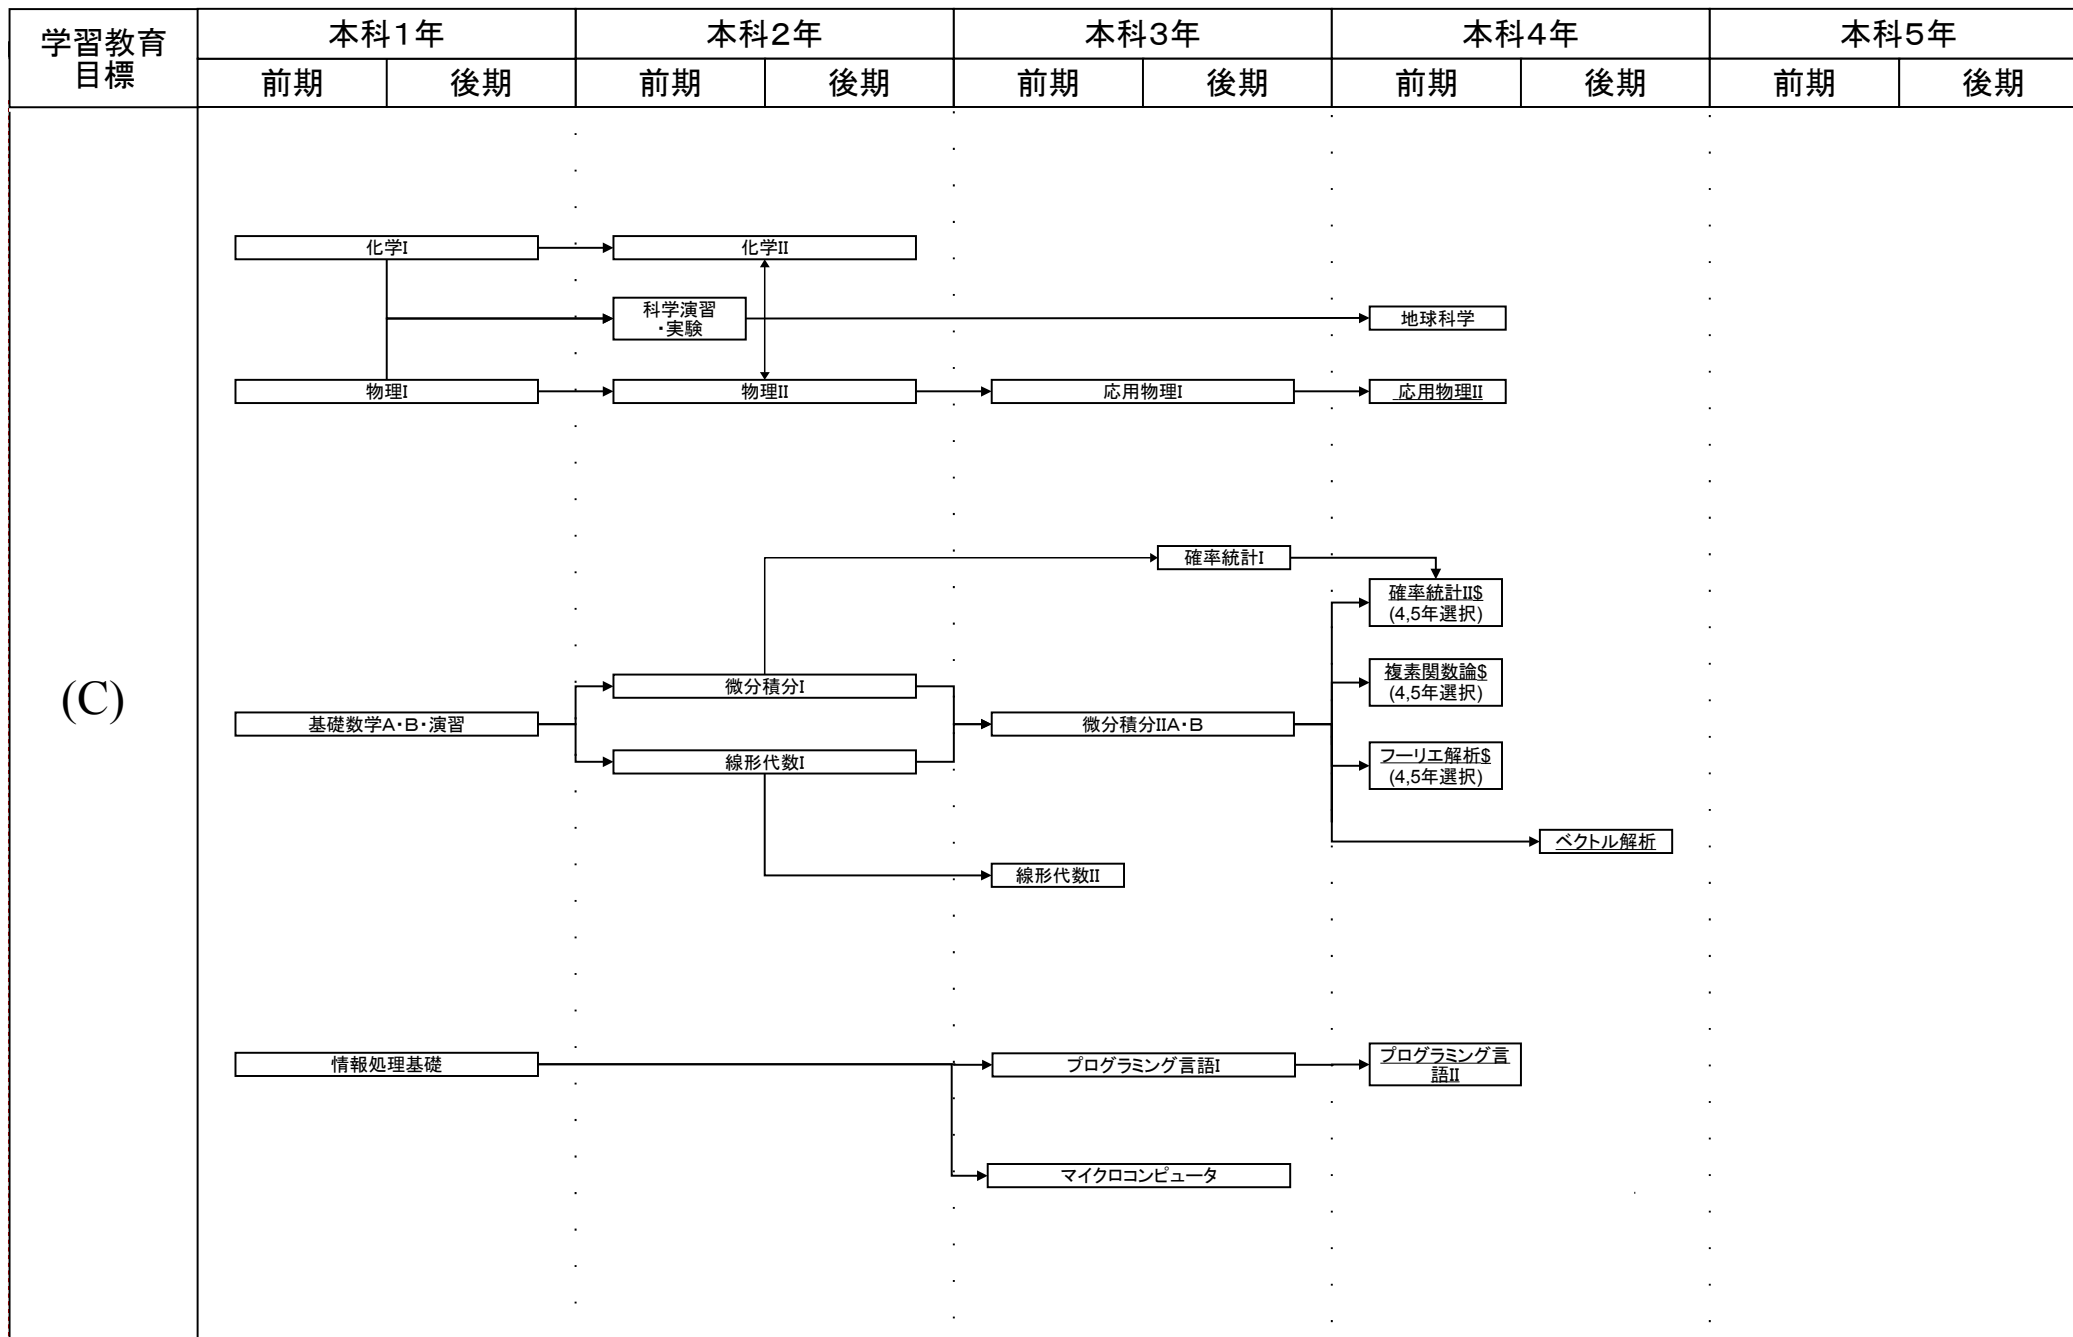 学習教育
目標
本科1年
本科2年
本科3年
本科4年
本科5年
前期
後期
前期
後期
前期
後期
前期
後期
前期
後期
(C)
化学I
化学II
科学演習
・実験
地球科学
物理I
物理II
応用物理I
応用物理II
確率統計I
確率統計II$
(4,5年選択)
複素関数論$
(4,5年選択)
微分積分I
基礎数学A・B・演習
微分積分IIA・B
線形代数I
フーリエ解析$
(4,5年選択)
ベクトル解析
線形代数II
情報処理基礎
プログラミング言語I
プログラミング言
語II
マイクロコンピュータ